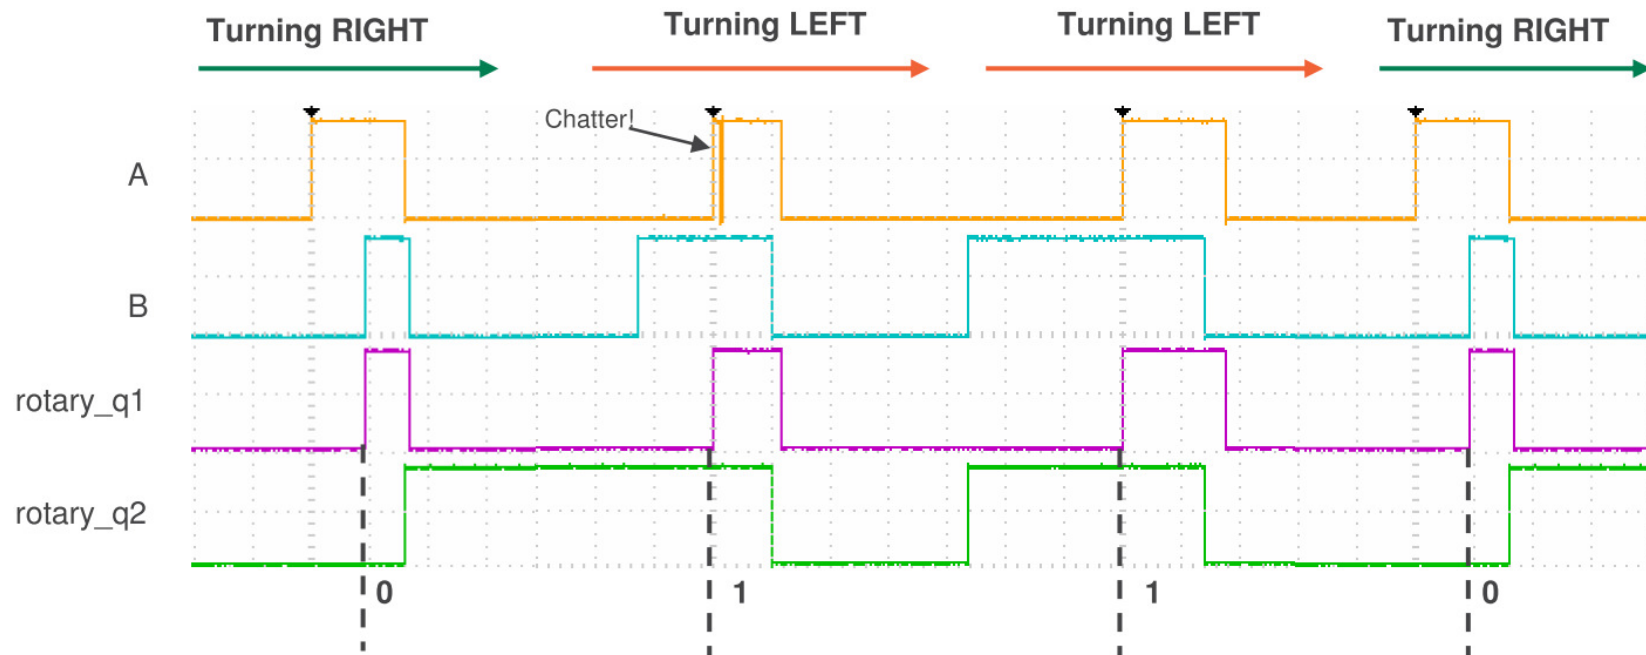 Turning RIGHT
Turning LEFT
Turning LEFT
Turning RIGHT
Chatter!
A
B
rotary_q1
rotary_q2
0
1
1
0